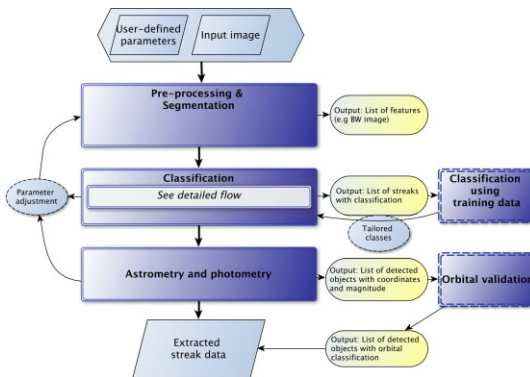 User-defined
parameters
Input image
Pre-processing &
Segmentation
Output: List of features
(e.g BW image)
Classification
See detailed flow
Parameter
adjustment
Output: List of streaks
with classification
Classification
using
training data
Tailored
classes
Astrometry and photometry
Output: List of detected
objects with coordinates
and magnitude
Orbital validation
Extracted
streak data
Output: List of detected
objects with orbital
classification